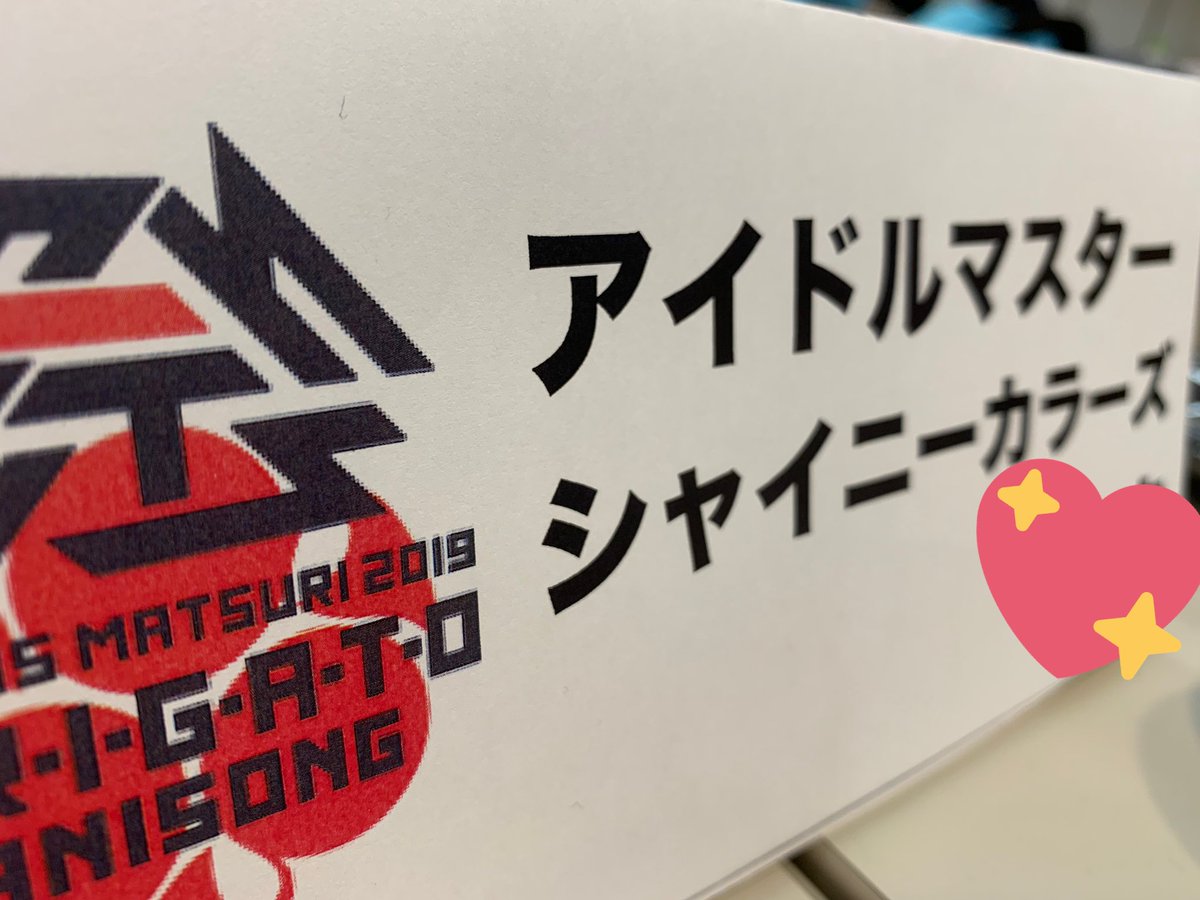 アイドルマスター
シャイニーカラーズ
MATSURI 2019
R・I・G・A・T・O
ANISONG